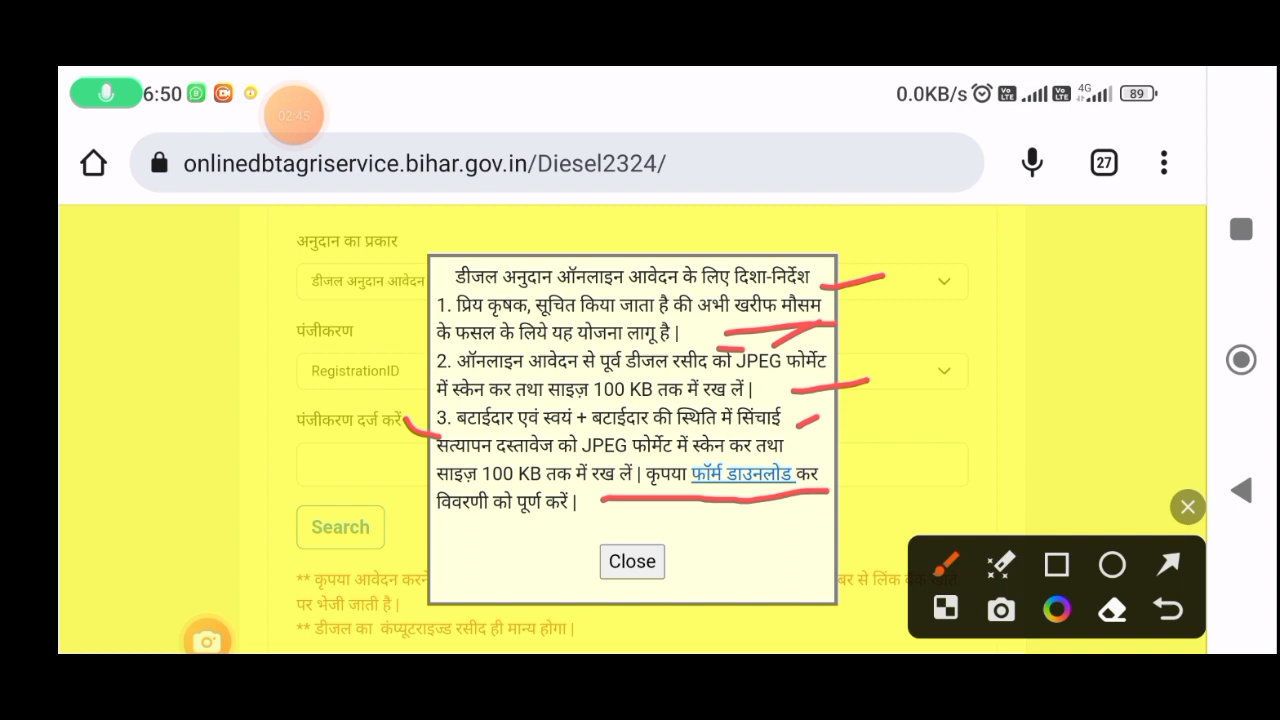 6:50
0.0KB/s
4G
89
02:45
onlinedbtagriservice.bihar.gov.in/Diesel2324/
27
अनुदान का प्रकार
डीजल अनुदान आवेदन
पंजीकरण
RegistrationID
पंजीकरण दर्ज करें
Search
डीजल अनुदान ऑनलाइन आवेदन के लिए दिशा-निर्देश
1. प्रिय कृषक, सूचित किया जाता है की अभी खरीफ मौसम
के फसल के लिये यह योजना लागू है |
2. ऑनलाइन आवेदन से पूर्व डीजल रसीद को JPEG फोर्मेट
में स्केन कर तथा साइज़ 100 KB तक में रख लें |
3. बटाईदार एवं स्वयं + बटाईदार की स्थिति में सिंचाई
सत्यापन दस्तावेज को JPEG फोर्मेट में स्केन कर तथा
साइज़ 100 KB तक में रख लें | कृपया फॉर्म डाउनलोड कर
विवरणी को पूर्ण करें |
Close
** कृपया आवेदन करने
से लिंक बैंक
पर भेजी जाती है |
** डीजल का कंप्यूटराइज्ड रसीद ही मान्य होगा |